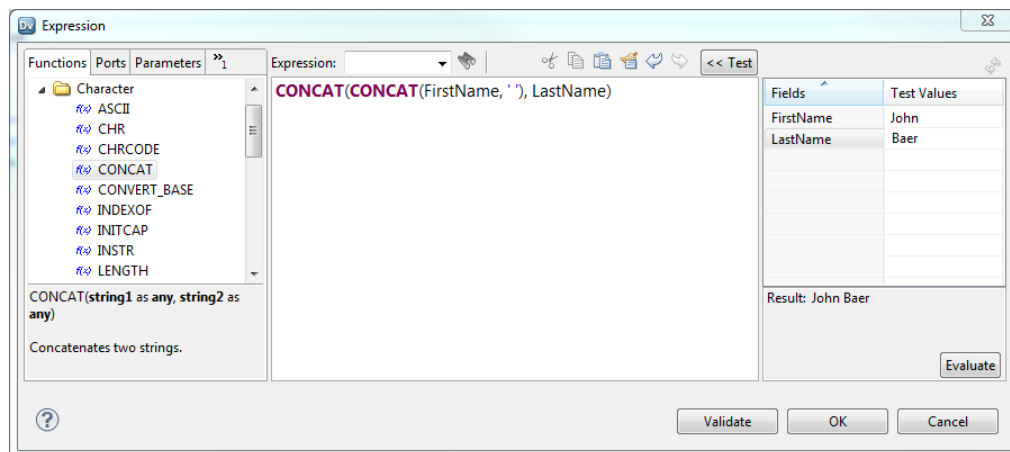 Dv Expression
Functions Ports Parameters »1
Character
f(x) ASCII
f(x) CHR
f(x) CHRCODE
f(x) CONCAT
f(x) CONVERT_BASE
f(x) INDEXOF
f(x) INITCAP
f(x) INSTR
f(x) LENGTH
CONCAT(string1 as any, string2 as
any)
Concatenates two strings.
Expression:
<< Test
CONCAT(CONCAT(FirstName, ' '), LastName)
Fields Test Values
FirstName John
LastName Baer
Result: John Baer
Evaluate
?
Validate OK Cancel